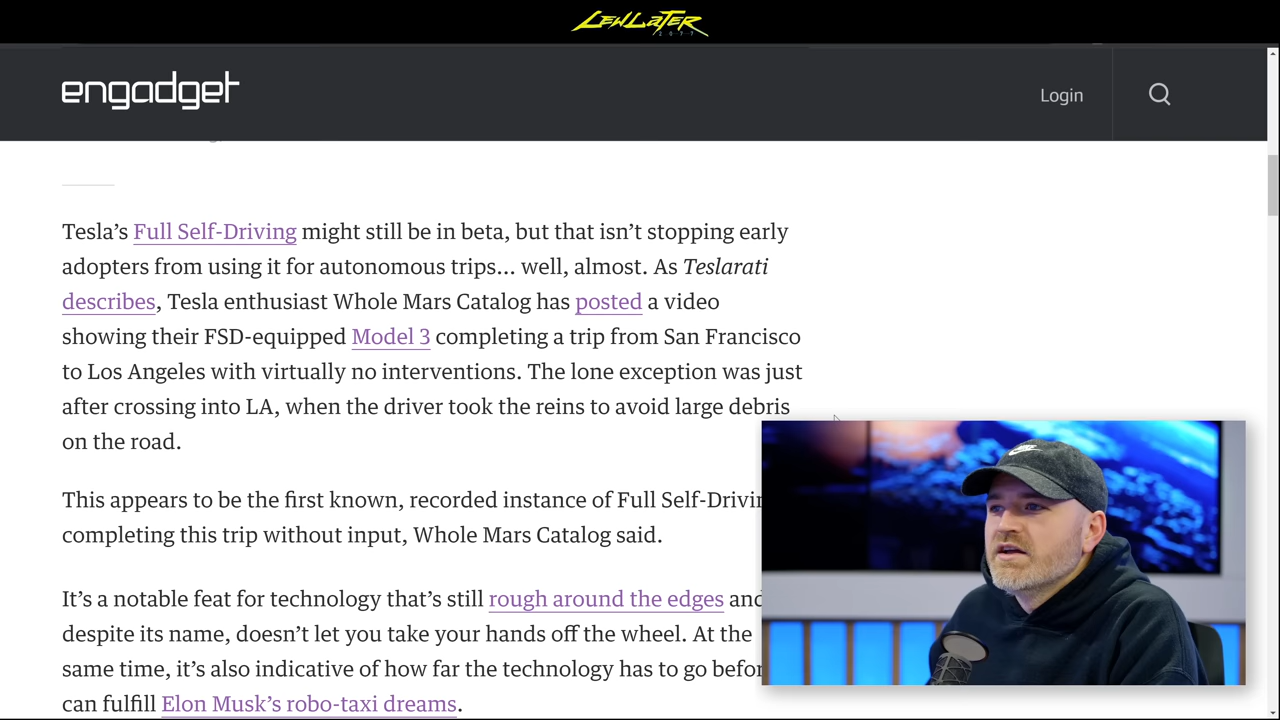 LEWLATER
2077
engadget
Login
Tesla’s Full Self-Driving might still be in beta, but that isn’t stopping early
adopters from using it for autonomous trips... well, almost. As Teslarati
describes, Tesla enthusiast Whole Mars Catalog has posted a video
showing their FSD-equipped Model 3 completing a trip from San Francisco
to Los Angeles with virtually no interventions. The lone exception was just
after crossing into LA, when the driver took the reins to avoid large debris
on the road.
This appears to be the first known, recorded instance of Full Self-Drivin
completing this trip without input, Whole Mars Catalog said.
It’s a notable feat for technology that’s still rough around the edges and
despite its name, doesn’t let you take your hands off the wheel. At the
same time, it’s also indicative of how far the technology has to go befor
can fulfill Elon Musk’s robo-taxi dreams.